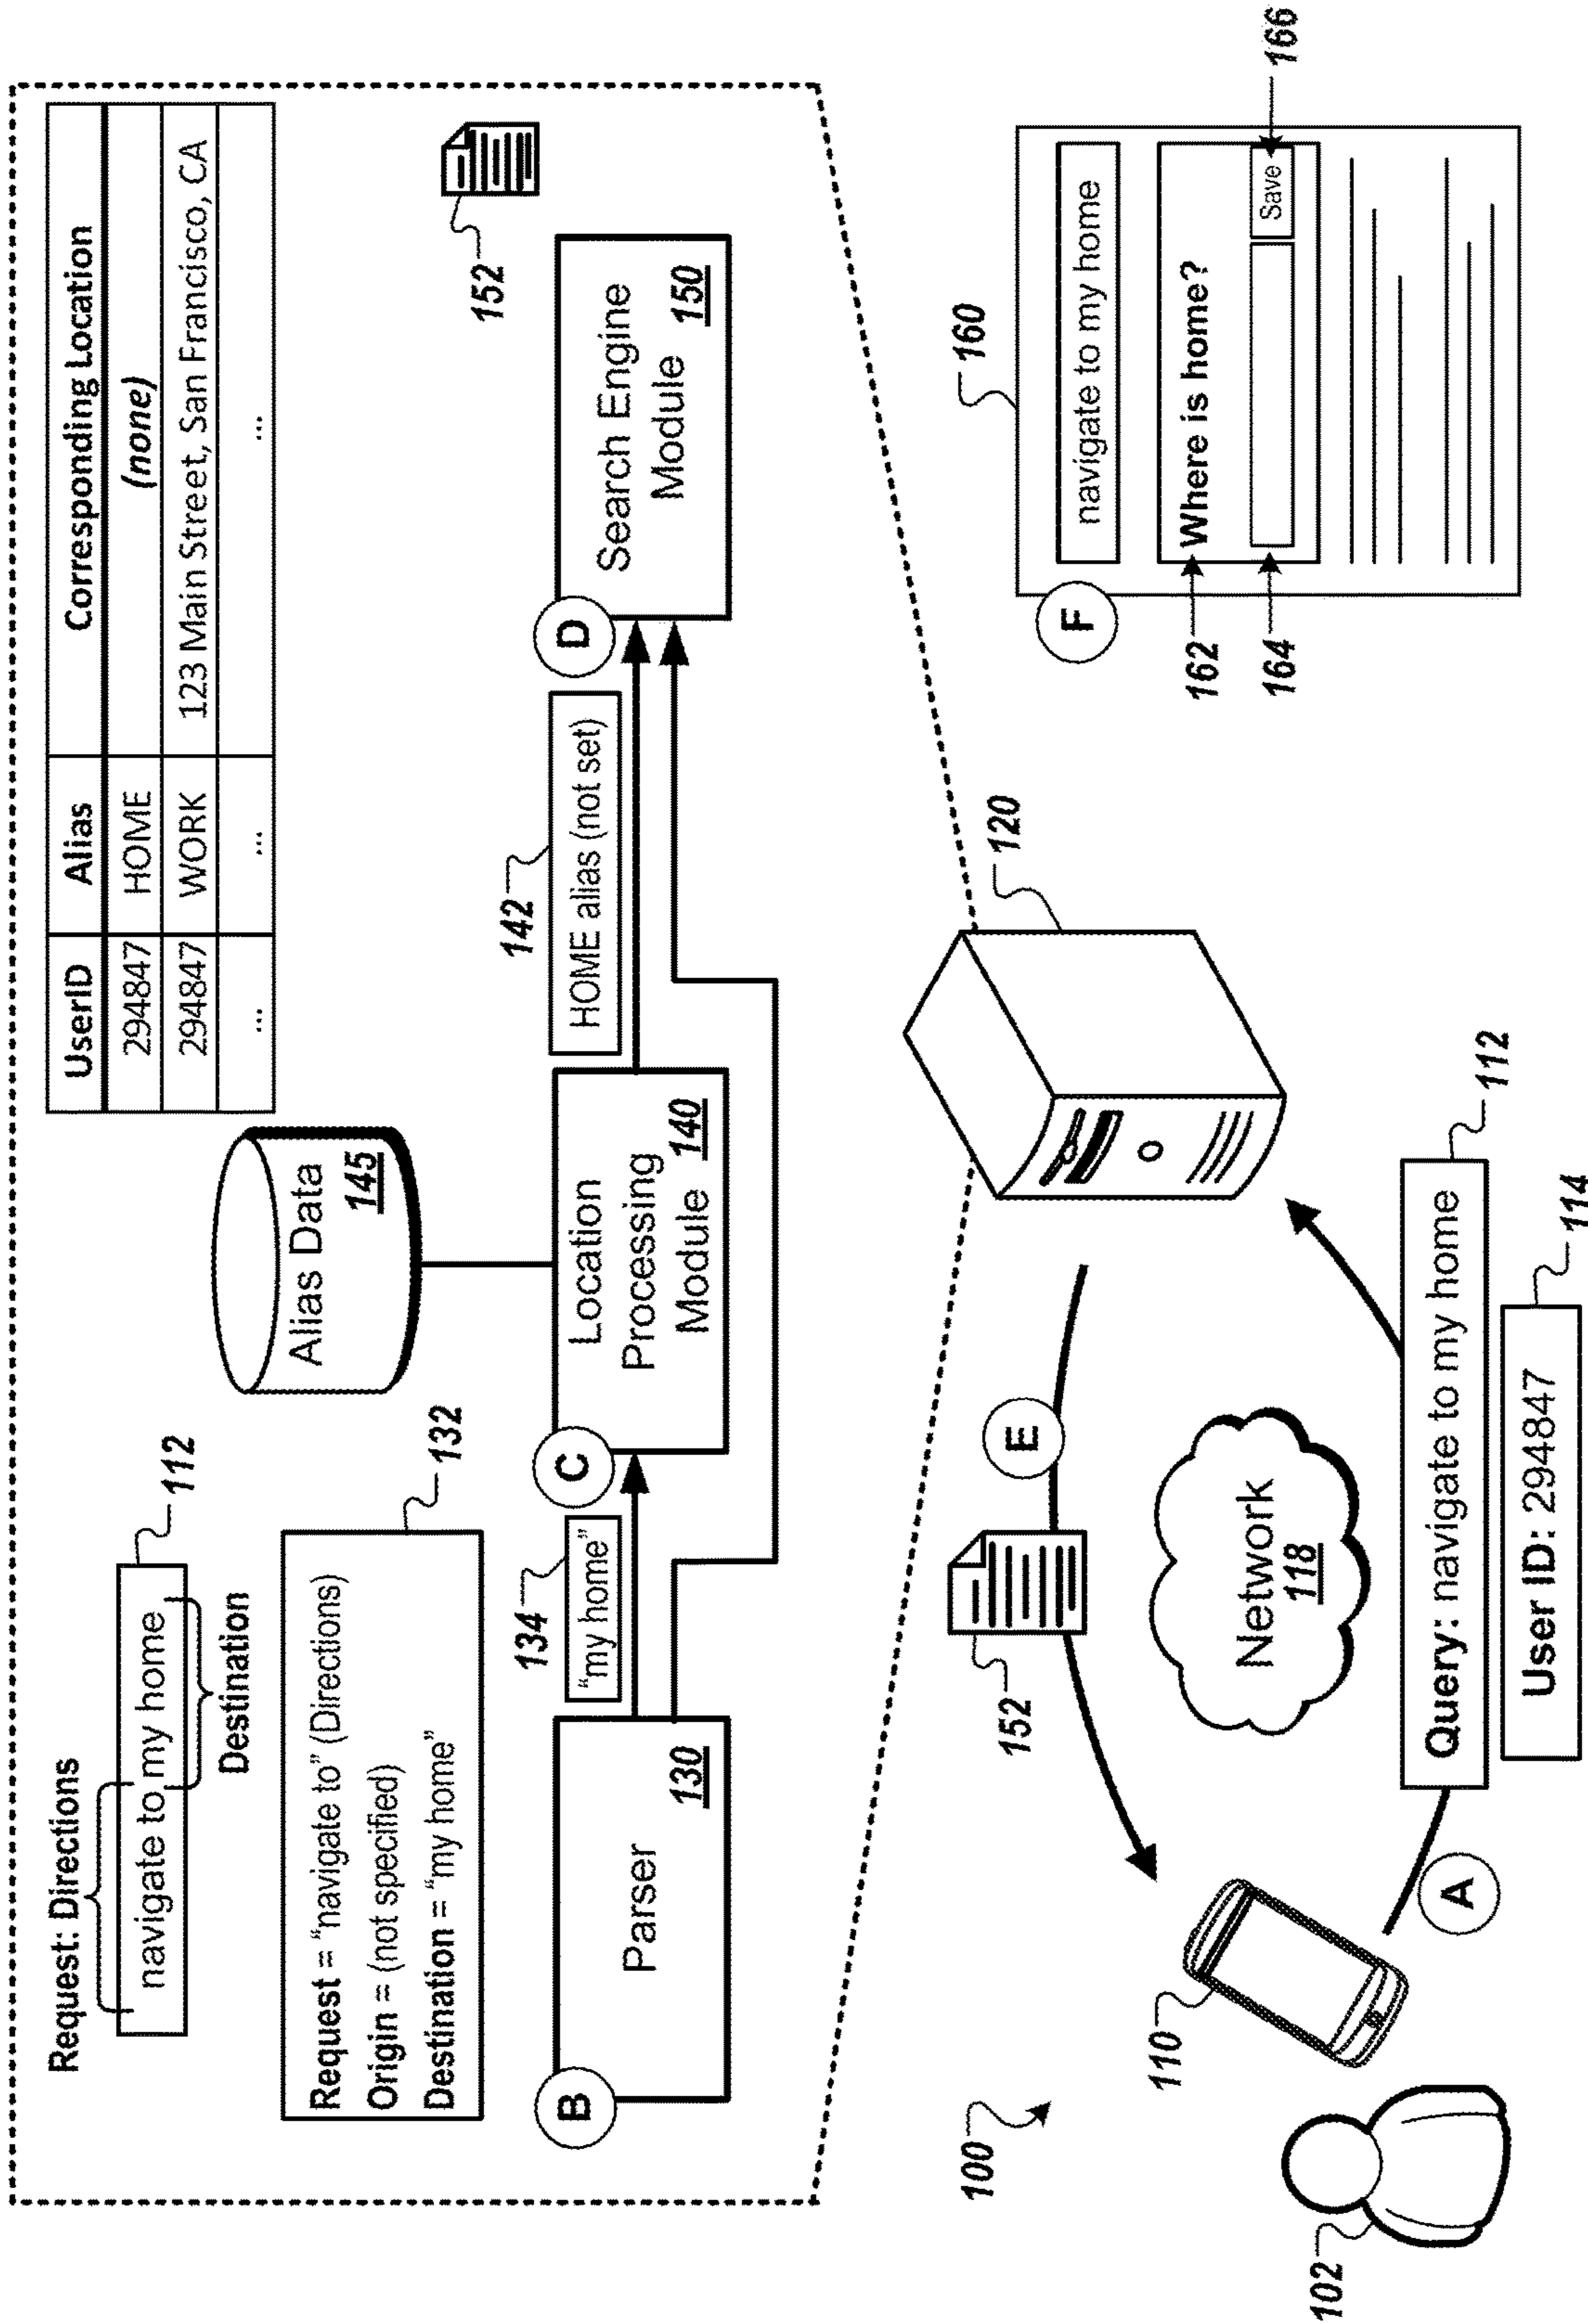 Request: Directions
navigate to my home
112
Destination
Request = “navigate to” (Directions)
Origin = (not specified)
Destination = “my home”
132
Alias Data
145
UserID Alias Corresponding Location
294847 HOME (none)
294847 WORK 123 Main Street, San Francisco, CA
... ... ...
B
Parser
130
134
“my home”
C
Location
Processing
Module 140
142
HOME alias (not set)
D
Search Engine
Module 150
152
100
102
110
A
152
E
Network
118
120
Query: navigate to my home
112
User ID: 294847
114
160
F
navigate to my home
162
Where is home?
164
Save
166